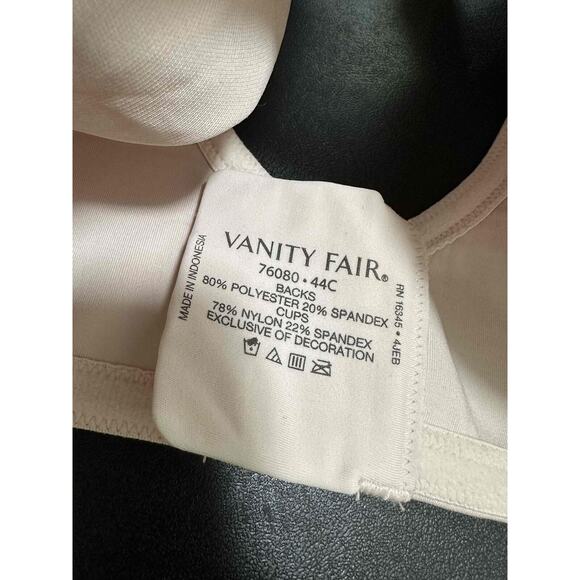 VANITY FAIR®
76080 • 44C
BACKS
80% POLYESTER 20% SPANDEX
CUPS
78% NYLON 22% SPANDEX
EXCLUSIVE OF DECORATION
MADE IN INDONESIA
RN 16345 • 4JEB